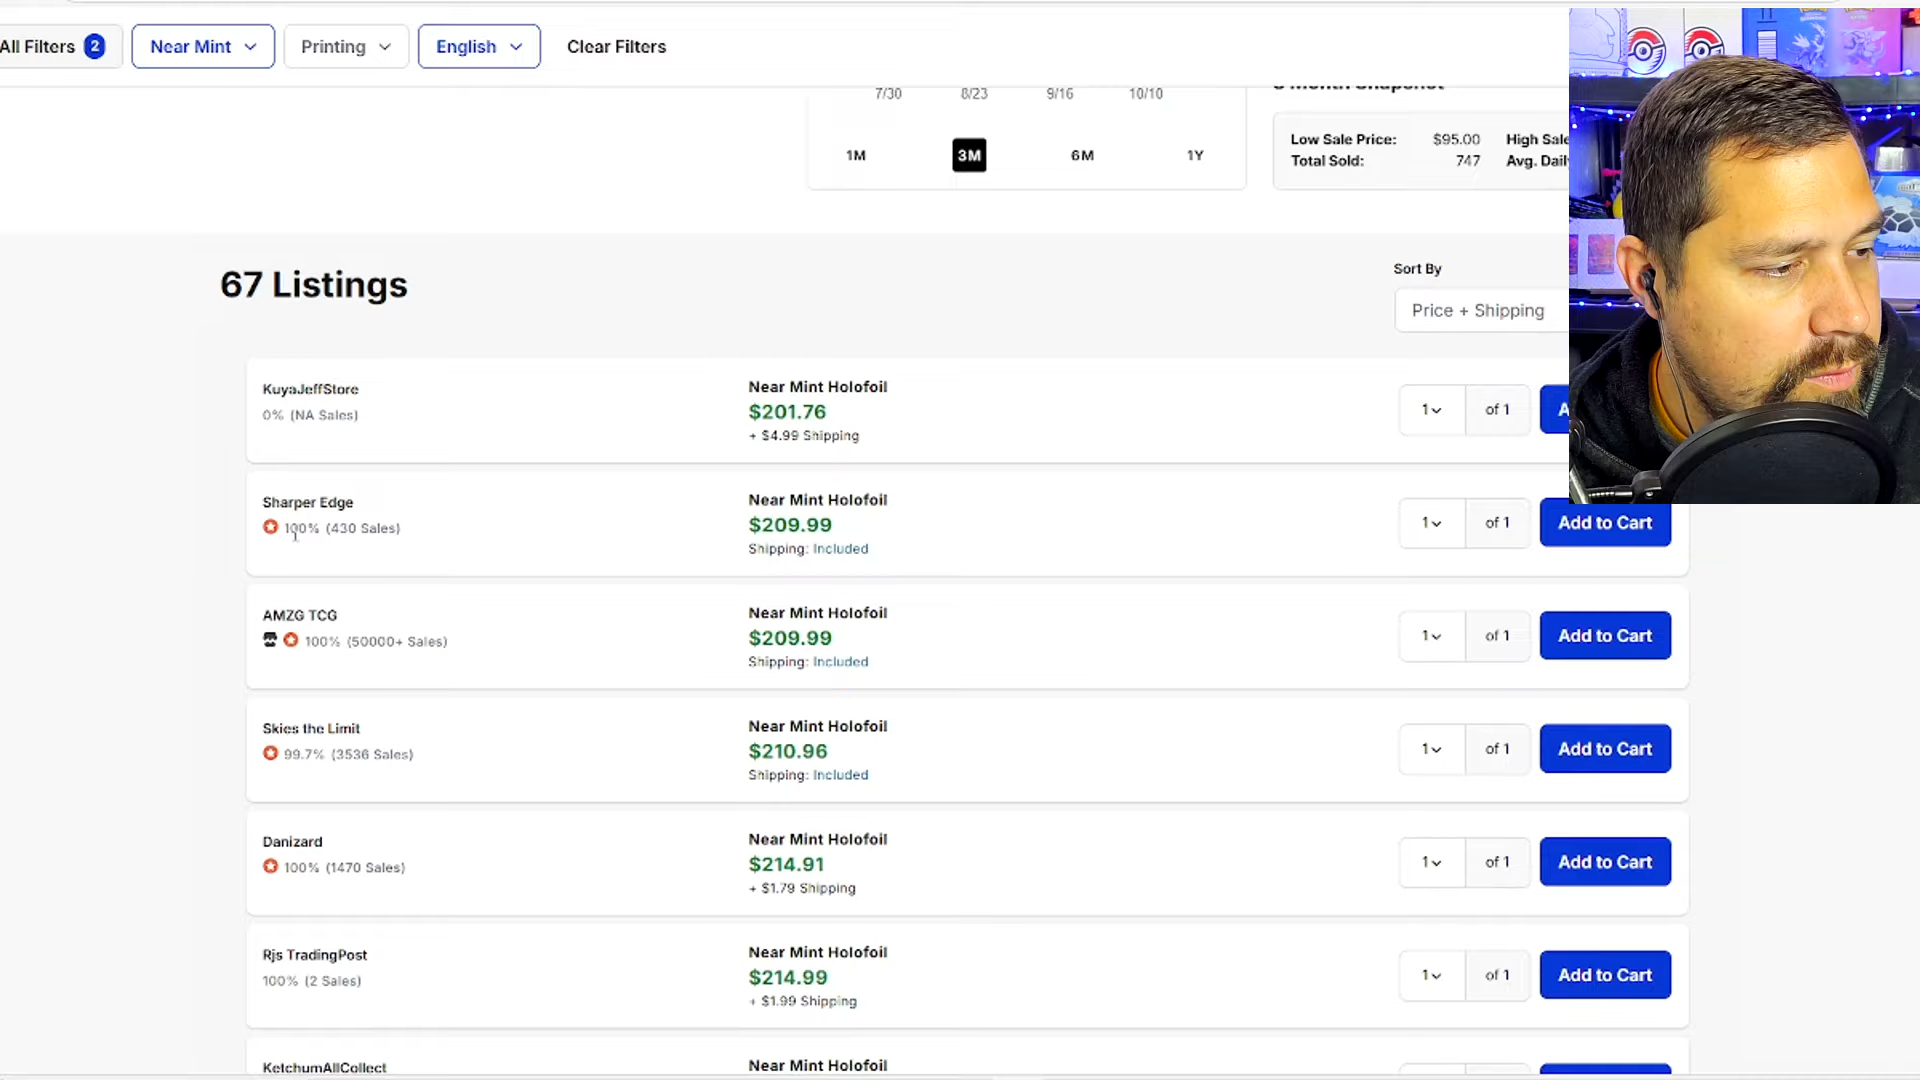 All Filters 2 Near Mint Printing English Clear Filters
7/30 8/23 9/16 10/10
1M 3M 6M 1Y
Low Sale Price: $95.00 High Sale
Total Sold: 747 Avg. Dail
67 Listings
Sort By
Price + Shipping
KuyaJeffStore
0% (NA Sales)
Near Mint Holofoil
$201.76
+ $4.99 Shipping
1 of 1 A
Sharper Edge
100% (430 Sales)
Near Mint Holofoil
$209.99
Shipping: Included
1 of 1 Add to Cart
AMZG TCG
100% (50000+ Sales)
Near Mint Holofoil
$209.99
Shipping: Included
1 of 1 Add to Cart
Skies the Limit
99.7% (3536 Sales)
Near Mint Holofoil
$210.96
Shipping: Included
1 of 1 Add to Cart
Danizard
100% (1470 Sales)
Near Mint Holofoil
$214.91
+ $1.79 Shipping
1 of 1 Add to Cart
Rjs TradingPost
100% (2 Sales)
Near Mint Holofoil
$214.99
+ $1.99 Shipping
1 of 1 Add to Cart
KetchumAllCollect
Near Mint Holofoil